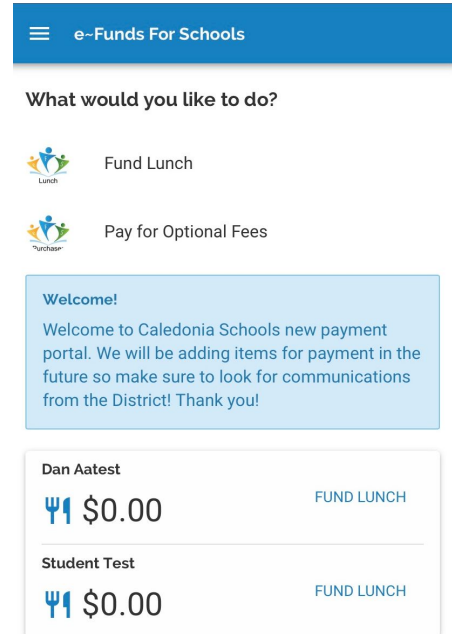 e~Funds For Schools
What would you like to do?
Lunch
Fund Lunch
Purchase
Pay for Optional Fees
Welcome!
Welcome to Caledonia Schools new payment
portal. We will be adding items for payment in the
future so make sure to look for communications
from the District! Thank you!
Dan Aatest
$0.00
FUND LUNCH
Student Test
$0.00
FUND LUNCH